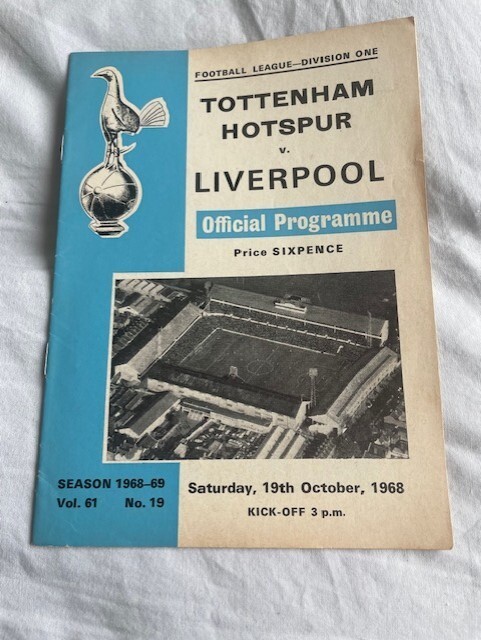 FOOTBALL LEAGUE—DIVISION ONE
TOTTENHAM
HOTSPUR
v.
LIVERPOOL
Official Programme
Price SIXPENCE
SEASON 1968-69
Vol. 61 No. 19
Saturday, 19th October, 1968
KICK-OFF 3 p.m.